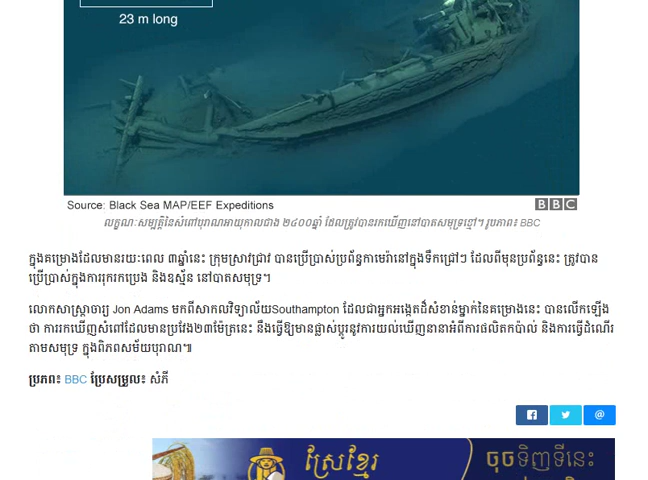 23 m long
Source: Black Sea MAP/EEF Expeditions
BBC
លក្ខណៈសម្បត្តិនៃសំពៅបុរាណអាយុកាលជាង ២៤០០ឆ្នាំ ដែលត្រូវបានរកឃើញនៅបាតសមុទ្រខ្មៅ។ រូបភាព៖ BBC
ក្នុងគម្រោងដែលមានរយៈពេល ៣ឆ្នាំនេះ ក្រុមស្រាវជ្រាវ បានប្រើប្រាស់ប្រព័ន្ធកាមេរ៉ានៅក្នុងទឹកជ្រៅៗ ដែលពីមុនប្រព័ន្ធនេះ ត្រូវបាន
ប្រើប្រាស់ក្នុងការរុករកប្រេង និងឧស្ម័ន នៅបាតសមុទ្រ។
លោកសាស្ត្រាចារ្យ Jon Adams មកពីសាកលវិទ្យាល័យSouthampton ដែលជាអ្នកអង្កេតដ៏សំខាន់ម្នាក់នៃគម្រោងនេះ បានលើកឡើង
ថា ការរកឃើញសំពៅដែលមានប្រវែង២៣ម៉ែត្រនេះ នឹងធ្វើឱ្យមានផ្លាស់ប្ដូរនូវការយល់ឃើញនានាអំពីការផលិតកប៉ាល់ និងការធ្វើដំណើរ
តាមសមុទ្រ ក្នុងពិភពសម័យបុរាណ៕
ប្រភព៖ BBC ប្រែសម្រួល៖ សំភី
ស្រែខ្មែរ
ចុចទិញទីនេះ